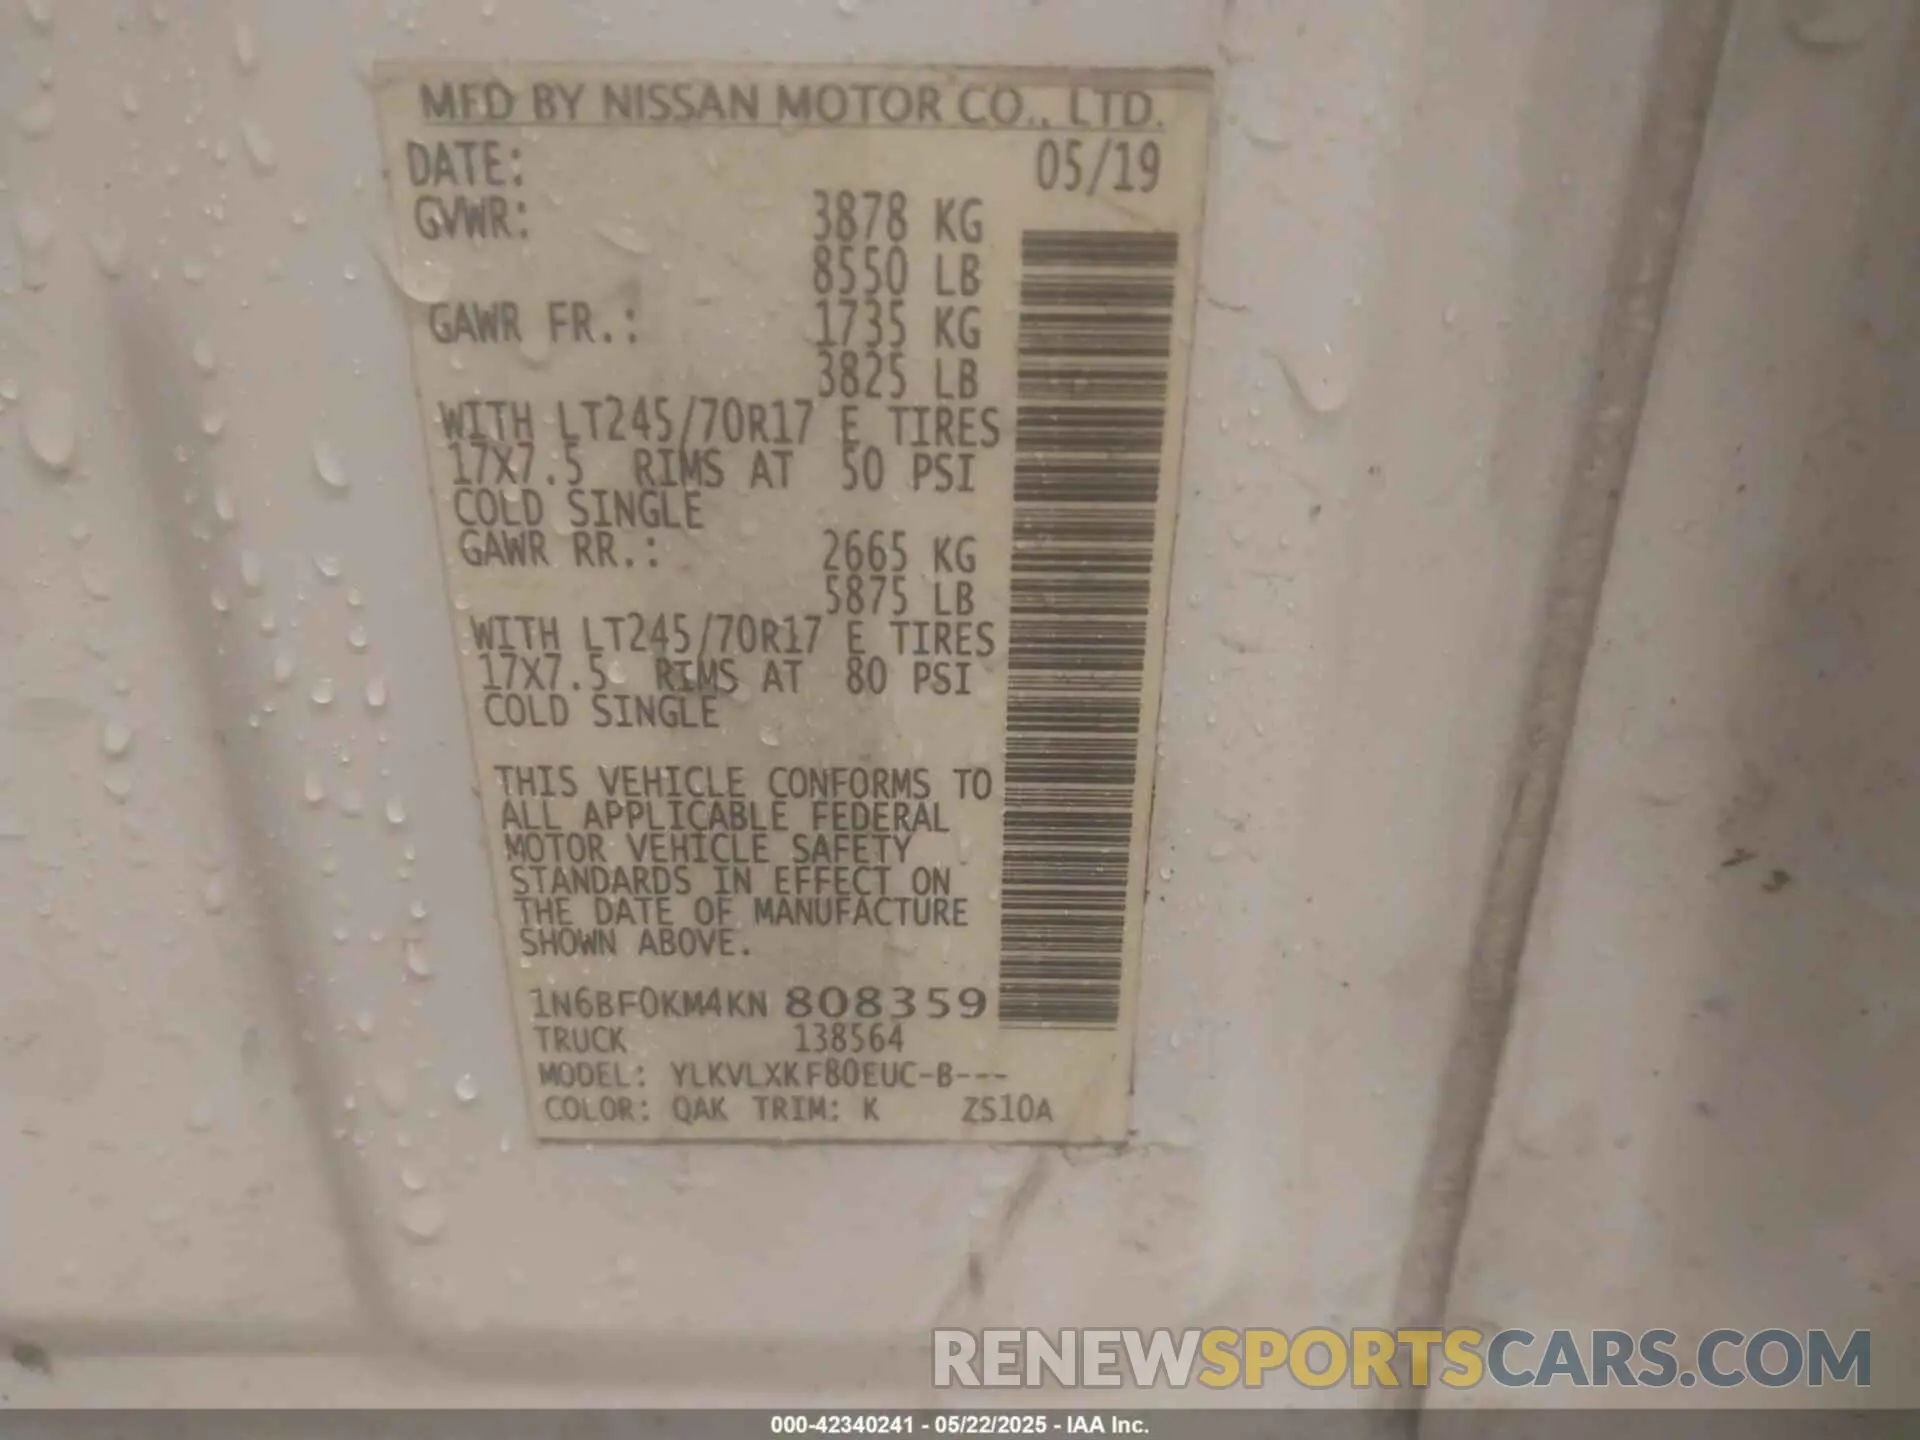 MFD BY NISSAN MOTOR CO., LTD.
DATE: 05/19
GVWR: 3878 KG
8550 LB
GAWR FR.: 1735 KG
3825 LB
WITH LT245/70R17 E TIRES
17X7.5 RIMS AT 50 PSI
COLD SINGLE
GAWR RR.: 2665 KG
5875 LB
WITH LT245/70R17 E TIRES
17X7.5 RIMS AT 80 PSI
COLD SINGLE
THIS VEHICLE CONFORMS TO
ALL APPLICABLE FEDERAL
MOTOR VEHICLE SAFETY
STANDARDS IN EFFECT ON
THE DATE OF MANUFACTURE
SHOWN ABOVE.
1N6BF0KM4KN 808359
TRUCK 138564
MODEL: YLKVLXKF80EUC-B---
COLOR: QAK TRIM: K ZS10A
RENEWSPORTSCARS.COM
000-42340241 - 05/22/2025 - IAA Inc.